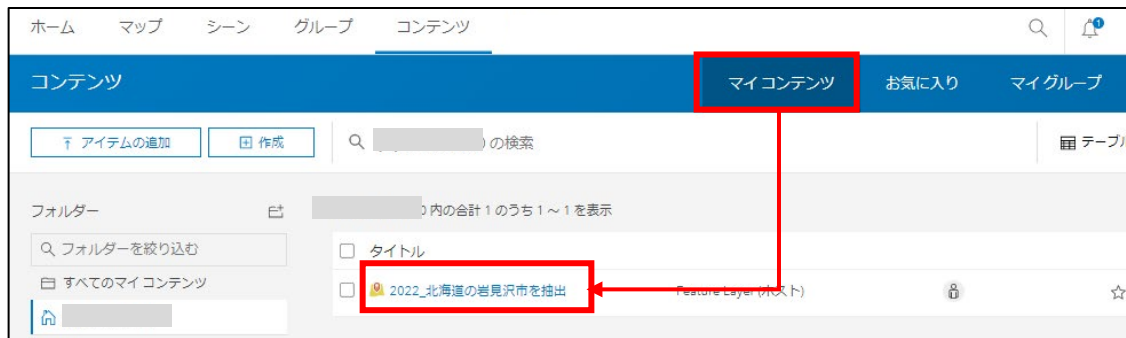 ホーム マップ シーン グループ コンテンツ
コンテンツ マイ コンテンツ お気に入り マイ グループ
アイテムの追加 作成 の検索 テーブル
フォルダー 内の合計 1 のうち 1 ～ 1 を表示
フォルダーを絞り込む タイトル
すべてのマイ コンテンツ 2022_北海道の岩見沢市を抽出 Feature Layer (ホスト)